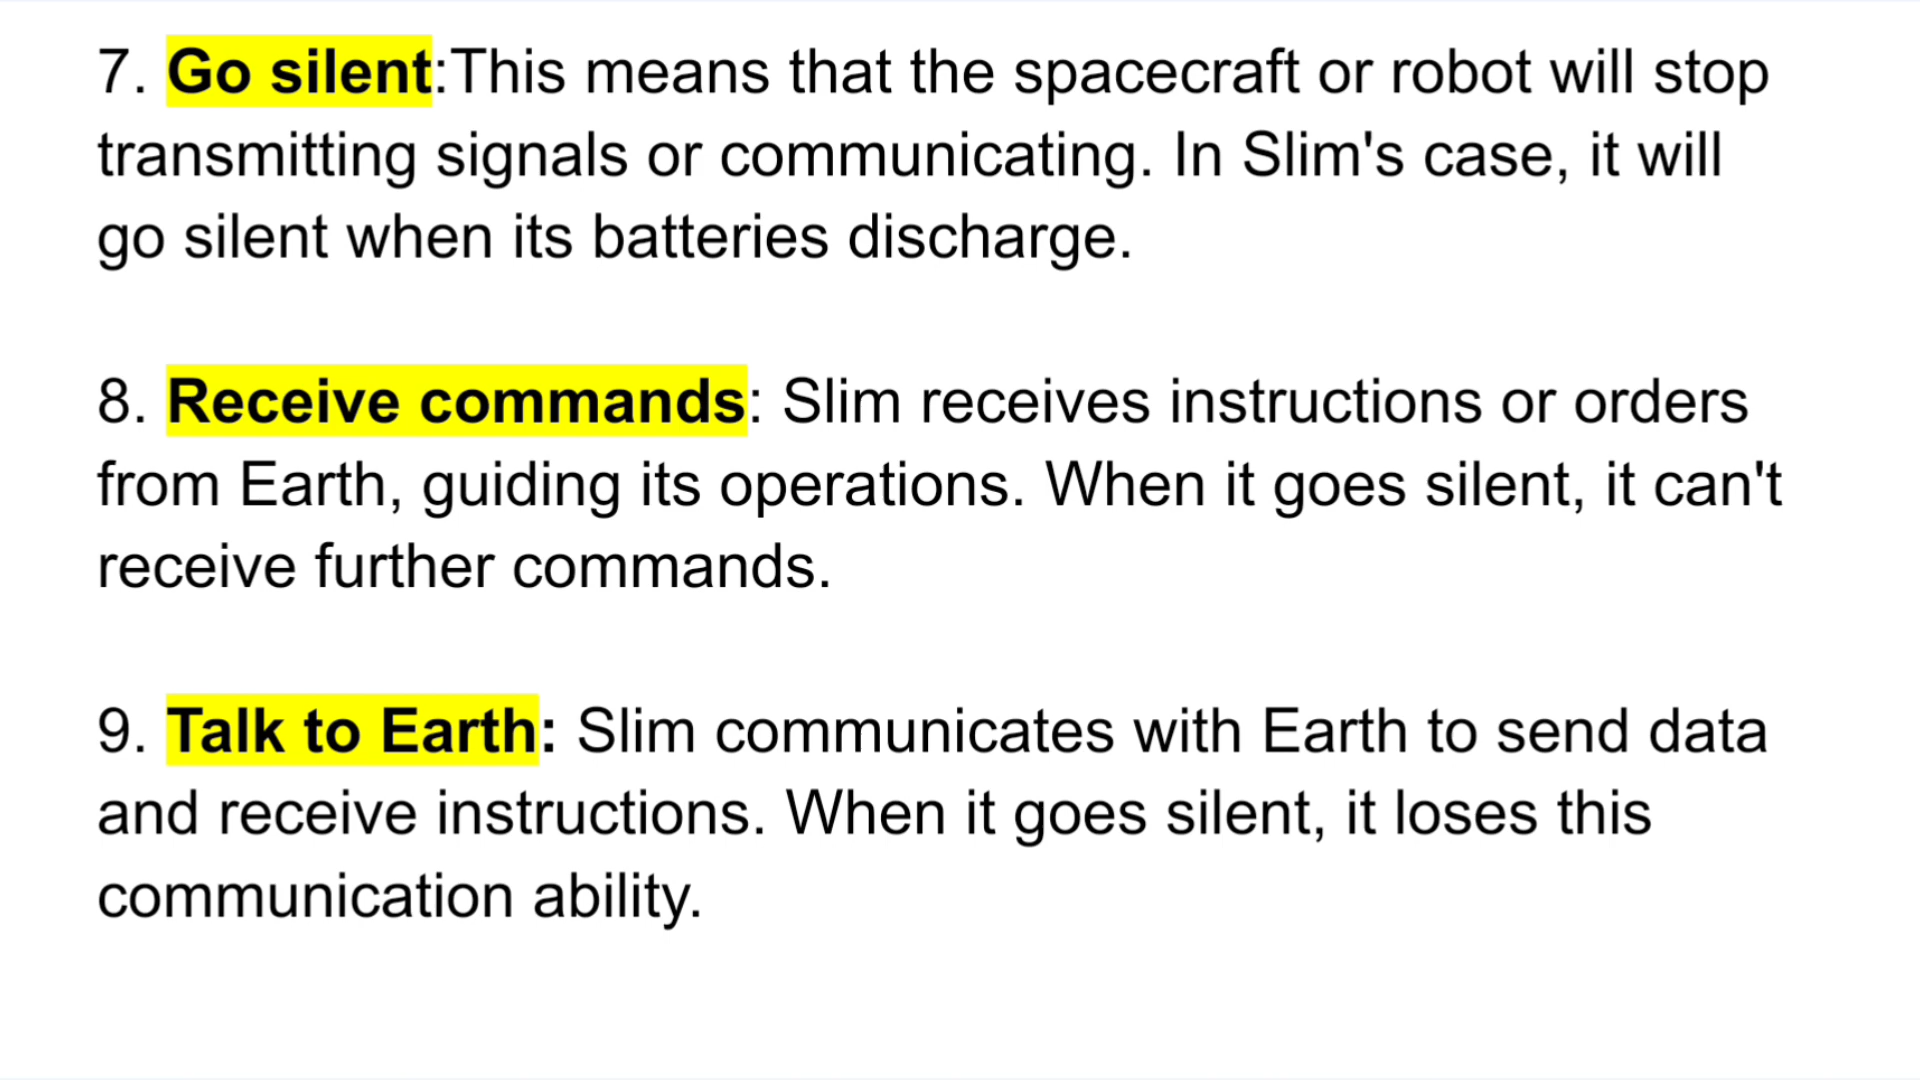 7. Go silent:This means that the spacecraft or robot will stop
transmitting signals or communicating. In Slim's case, it will
go silent when its batteries discharge.
8. Receive commands: Slim receives instructions or orders
from Earth, guiding its operations. When it goes silent, it can't
receive further commands.
9. Talk to Earth: Slim communicates with Earth to send data
and receive instructions. When it goes silent, it loses this
communication ability.